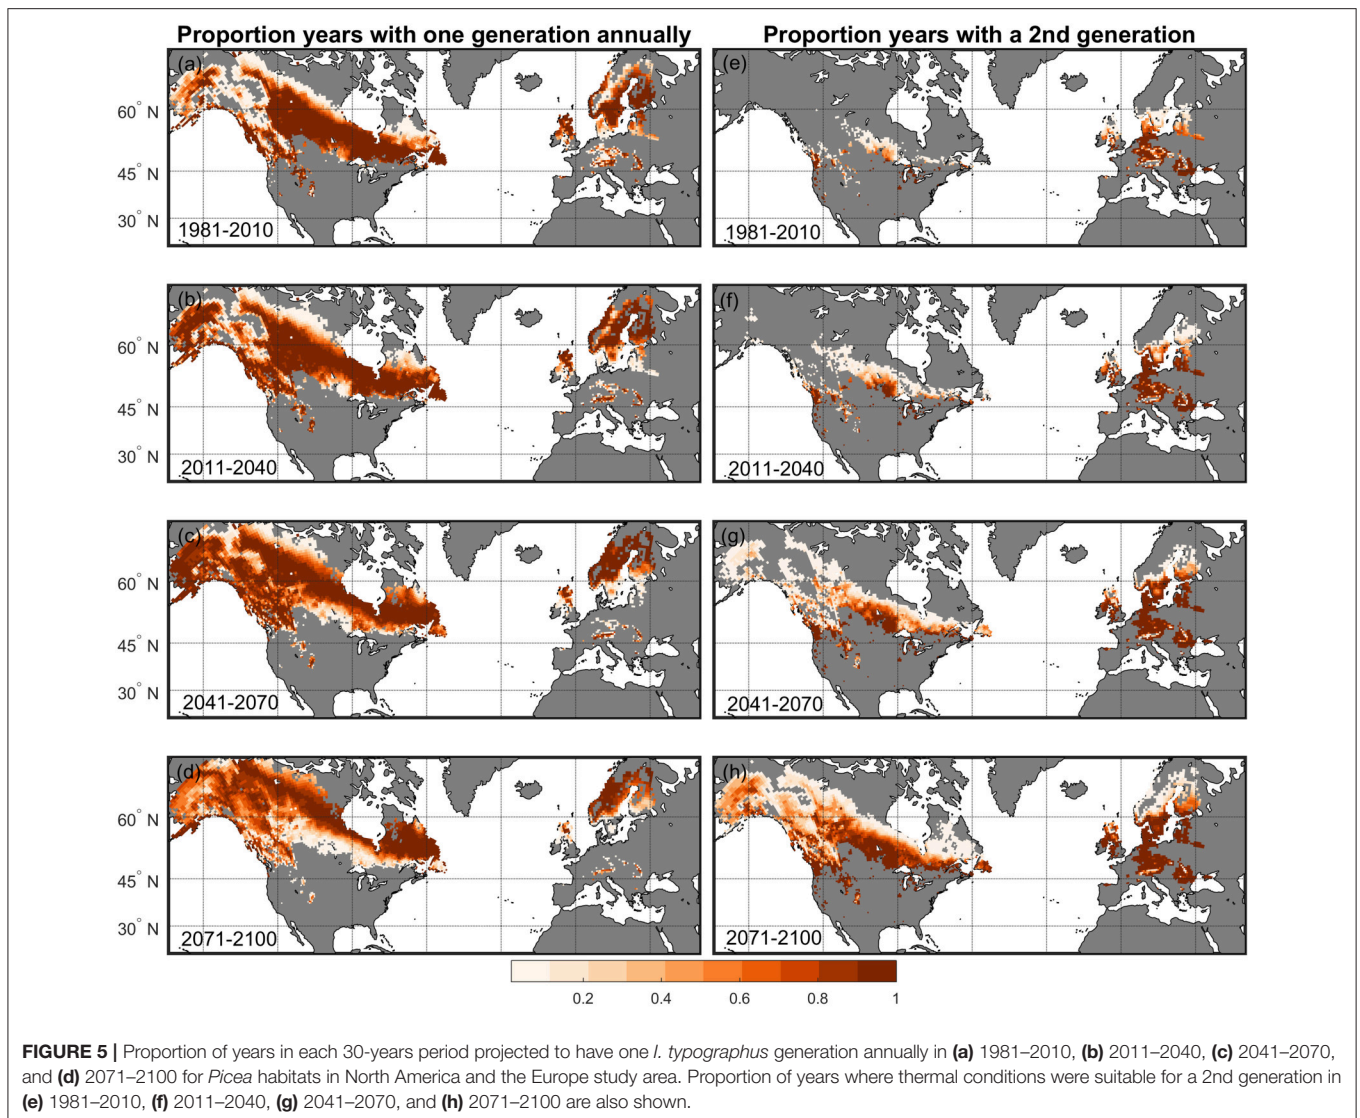 Proportion years with one generation annually
Proportion years with a 2nd generation
(a)
60° N
45° N
30° N
1981-2010
(e)
1981-2010
(b)
60° N
45° N
30° N
2011-2040
(f)
2011-2040
(c)
60° N
45° N
30° N
2041-2070
(g)
2041-2070
(d)
60° N
45° N
30° N
2071-2100
(h)
2071-2100
0.2 0.4 0.6 0.8 1
FIGURE 5 | Proportion of years in each 30-years period projected to have one I. typographus generation annually in (a) 1981–2010, (b) 2011–2040, (c) 2041–2070,
and (d) 2071–2100 for Picea habitats in North America and the Europe study area. Proportion of years where thermal conditions were suitable for a 2nd generation in
(e) 1981–2010, (f) 2011–2040, (g) 2041–2070, and (h) 2071–2100 are also shown.